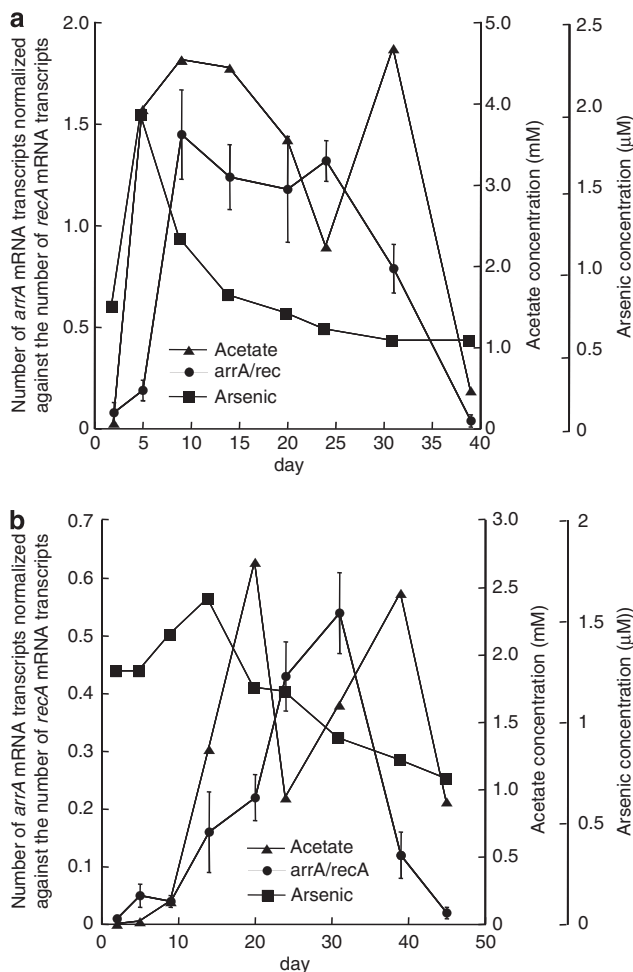 a
Number of arrA mRNA transcripts normalized
against the number of recA mRNA transcripts
2.0
1.5
1.0
0.5
0
5.0
4.0
3.0
2.0
1.0
0
Acetate concentration (mM)
2.5
2.0
1.5
1.0
0.5
0
Arsenic concentration (μM)
Acetate
arrA/rec
Arsenic
0 5 10 15 20 25 30 35 40
day
b
Number of arrA mRNA transcripts normalized
against the number of recA mRNA transcripts
0.7
0.6
0.5
0.4
0.3
0.2
0.1
0
3.0
2.5
2.0
1.5
1.0
0.5
0
Acetate concentration (mM)
2
1.5
1
0.5
0
Arsenic concentration (μM))
Acetate
arrA/recA
Arsenic
0 10 20 30 40 50
day